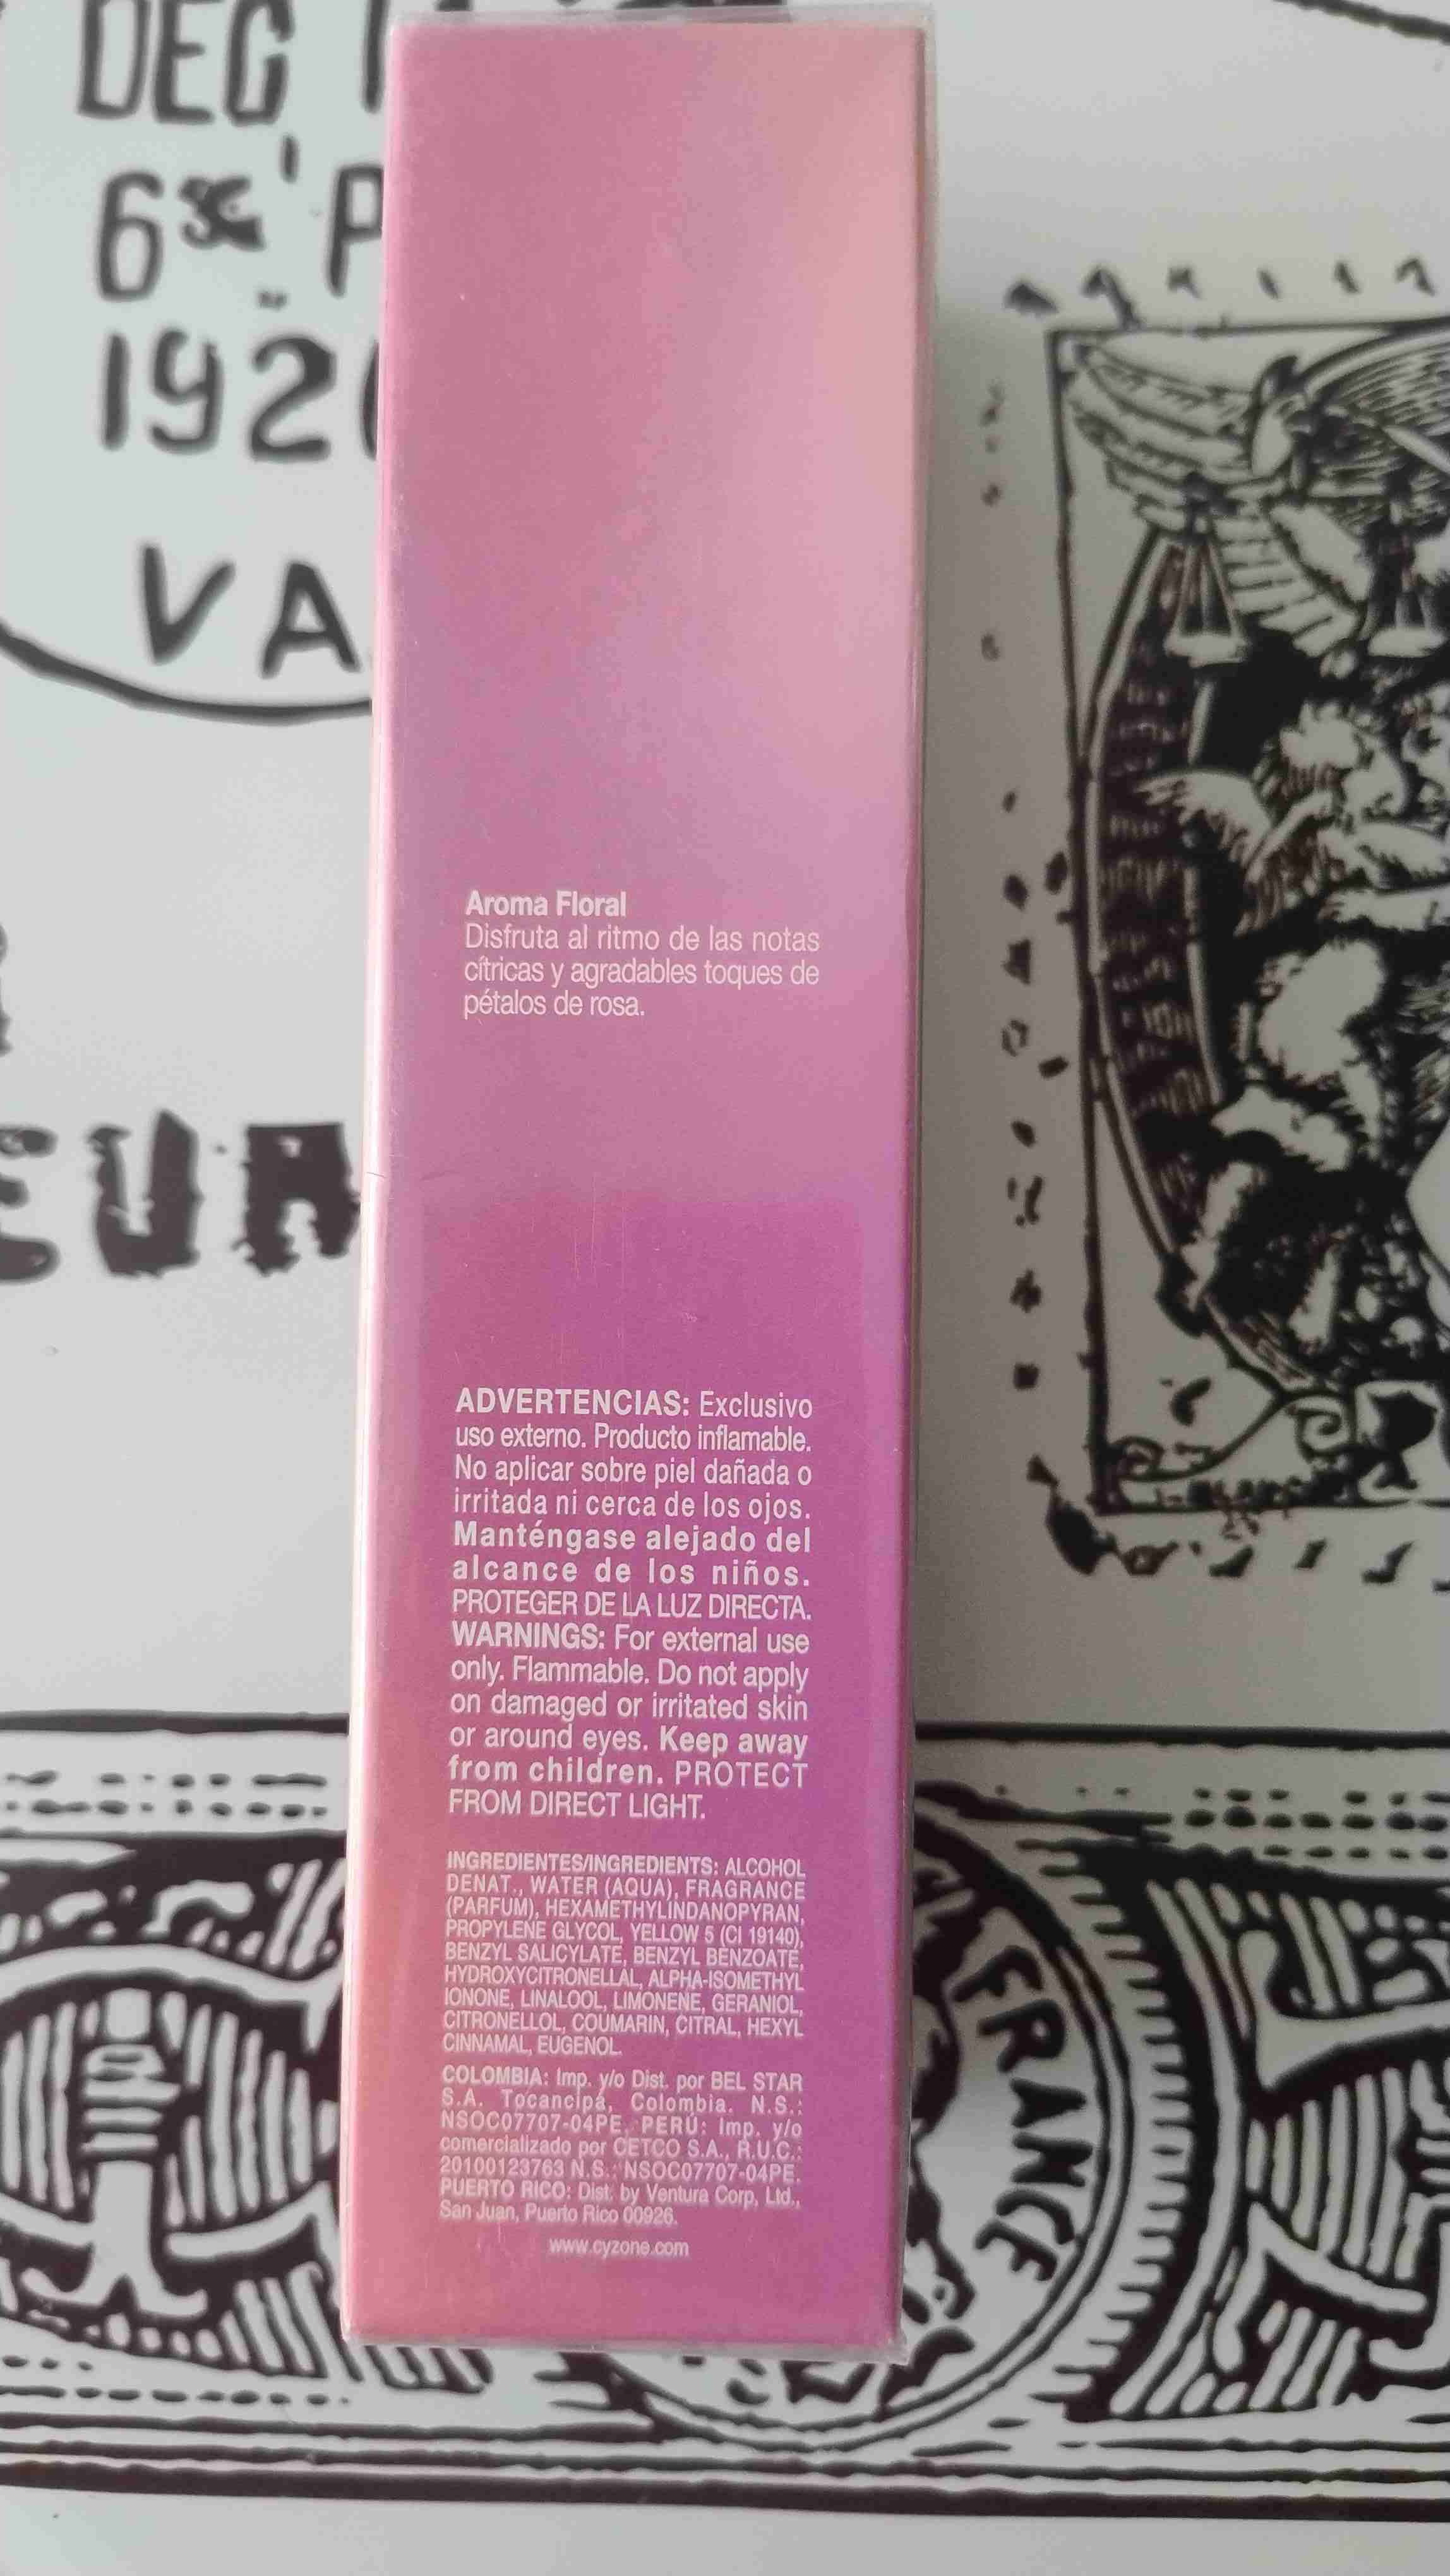 DEC
6
P
192
VA
EUR
Aroma Floral
Disfruta al ritmo de las notas
cítricas y agradables toques de
pétalos de rosa.
ADVERTENCIAS: Exclusivo
uso externo. Producto inflamable.
No aplicar sobre piel dañada o
irritada ni cerca de los ojos.
Manténgase alejado del
alcance de los niños.
PROTEGER DE LA LUZ DIRECTA.
WARNINGS: For external use
only. Flammable. Do not apply
on damaged or irritated skin
or around eyes. Keep away
from children. PROTECT
FROM DIRECT LIGHT.
INGREDIENTES/INGREDIENTS: ALCOHOL
DENAT., WATER (AQUA), FRAGRANCE
(PARFUM), HEXAMETHYLINDANOPYRAN,
PROPYLENE GLYCOL, YELLOW 5 (CI 19140),
BENZYL SALICYLATE, BENZYL BENZOATE,
HYDROXYCITRONELLAL, ALPHA-ISOMETHYL
IONONE, LINALOOL, LIMONENE, GERANIOL,
CITRONELLOL, COUMARIN, CITRAL, HEXYL
CINNAMAL, EUGENOL.
COLOMBIA: Imp. y/o Dist. por BEL STAR
S.A. Tocancipá, Colombia. N.S.:
NSOC07707-04PE. PERÚ: Imp. y/o
comercializado por CETCO S.A., R.U.C.:
20100123763 N.S.: NSOC07707-04PE.
PUERTO RICO: Dist. by Ventura Corp, Ltd.,
San Juan, Puerto Rico 00926.
www.cyzone.com
FRANCE